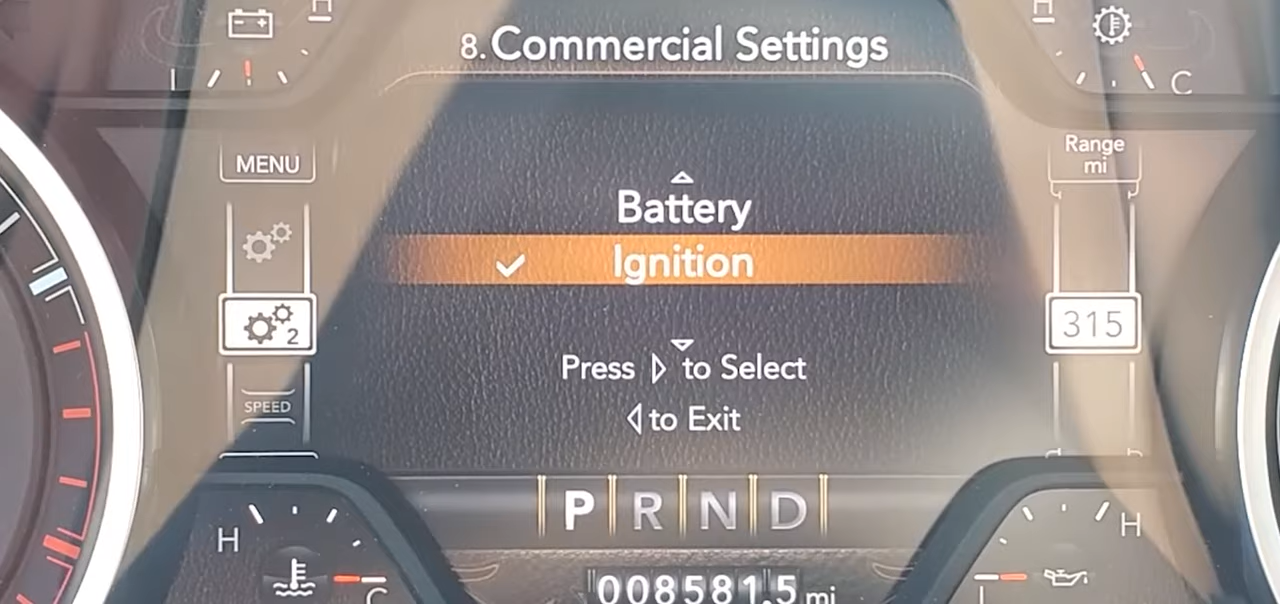 H
H
8.Commercial Settings
C
MENU
Range
mi
Battery
Ignition
2
315
Press ▷ to Select
SPEED
◁ to Exit
P R N D
H
H
008581.5 mi
C
L